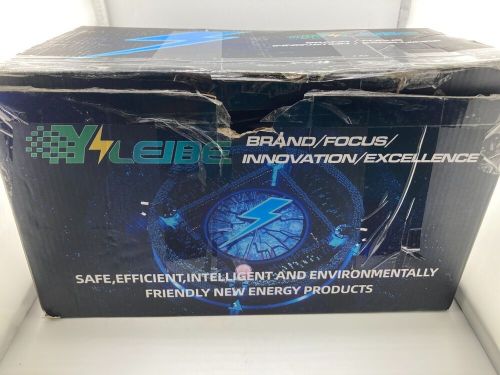 YLEIBE
BRAND/FOCUS/
INNOVATION/EXCELLENCE
SAFE,EFFICIENT,INTELLIGENT AND ENVIRONMENTALLY
FRIENDLY NEW ENERGY PRODUCTS